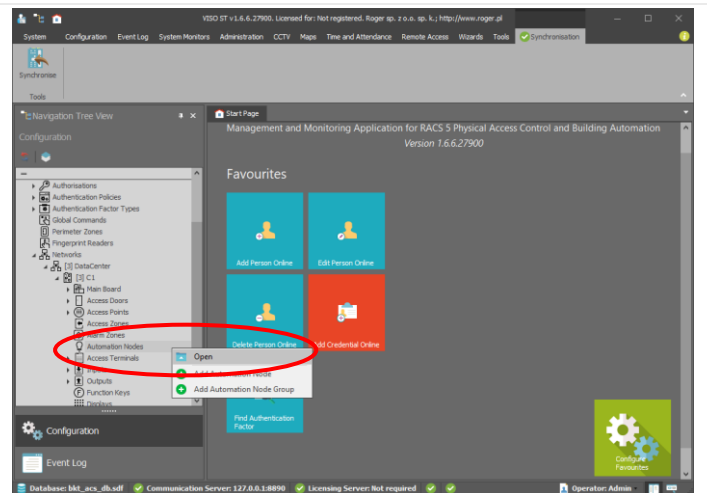 VISO ST v1.6.6.27900. Licensed for: Not registered. Roger sp. z o.o. sp. k.; http://www.roger.pl
System Configuration Event Log System Monitors Administration CCTV Maps Time and Attendance Remote Access Wizards Tools Synchronisation
Synchronise
Tools
Navigation Tree View
Start Page
Configuration
Management and Monitoring Application for RACS 5 Physical Access Control and Building Automation
Version 1.6.6.27900
Favourites
Authorisations
Authentication Policies
Authentication Factor Types
Global Commands
Perimeter Zones
Fingerprint Readers
Networks
[3] DataCenter
[3] C1
Main Board
Access Doors
Access Points
Access Zones
Alarm Zones
Automation Nodes
Access Terminals
Inputs
Outputs
Function Keys
Displays
Open
Add Automation Node
Add Automation Node Group
Add Person Online
Edit Person Online
Delete Person Online
Add Credential Online
Find Authentication
Factor
Configure
Favourites
Configuration
Event Log
Database: bkt_acs_db.sdf Communication Server: 127.0.0.1:8890 Licensing Server: Not required Operator: Admin